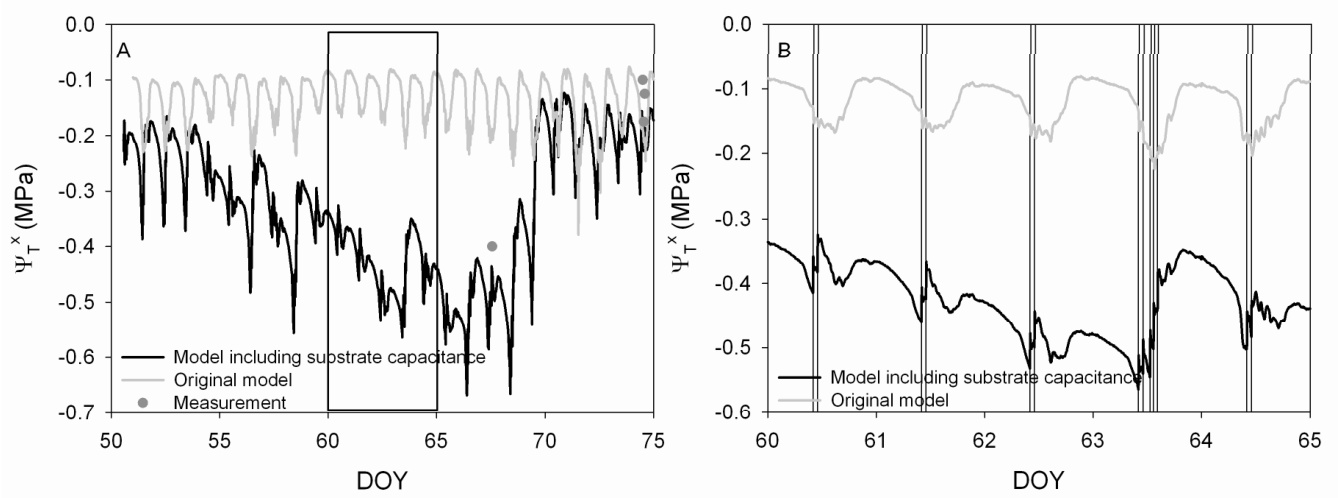 A
0.0
-0.1
-0.2
-0.3
-0.4
-0.5
-0.6
-0.7
Ψ_T^x (MPa)
Model including substrate capacitance
Original model
Measurement
50 55 60 65 70 75
DOY
B
0.0
-0.1
-0.2
-0.3
-0.4
-0.5
-0.6
Ψ_T^x (MPa)
Model including substrate capacitance
Original model
60 61 62 63 64 65
DOY